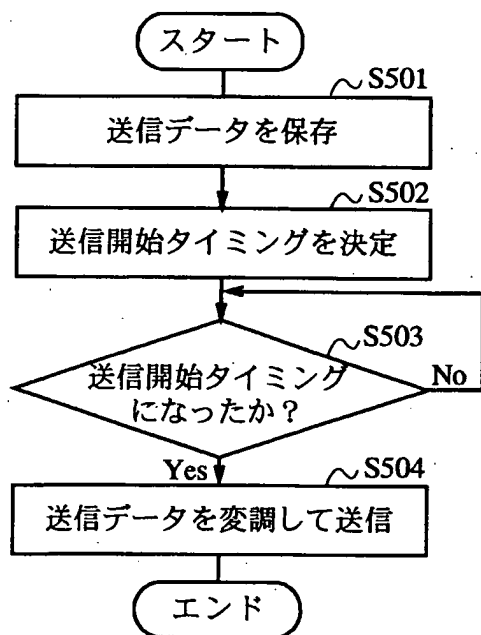 スタート
S501
送信データを保存
S502
送信開始タイミングを決定
S503
送信開始タイミング
になったか？
No
Yes
S504
送信データを変調して送信
エンド